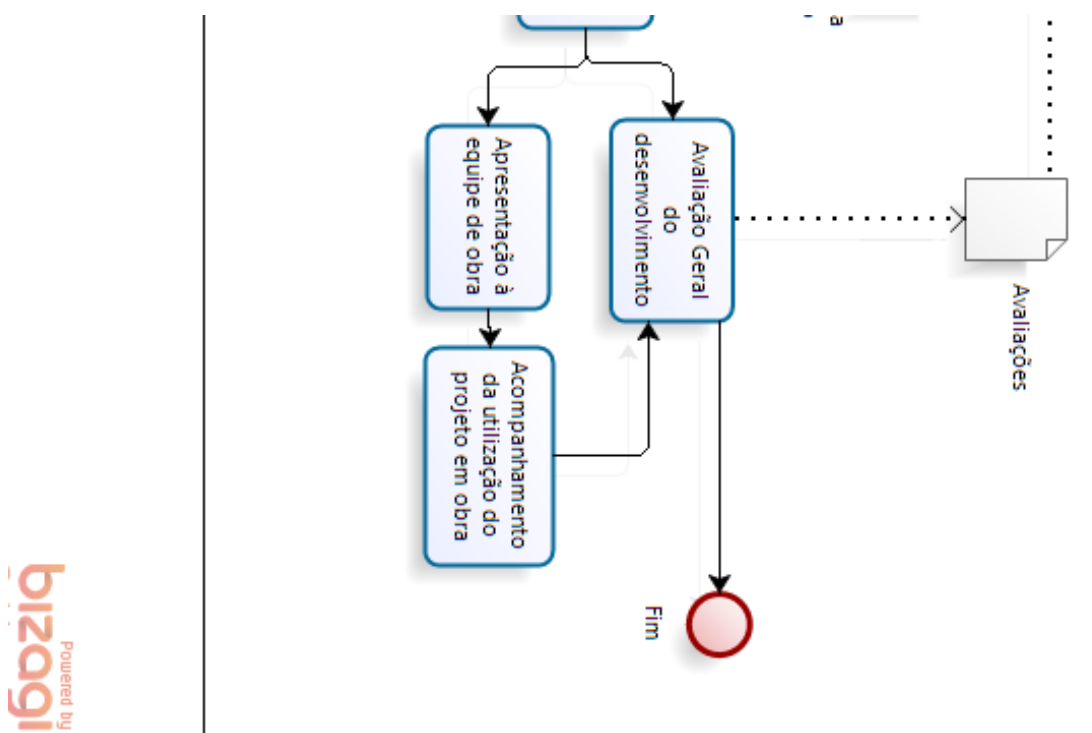 Avaliações
Avaliação Geral
do
desenvolvimento
Apresentação à
equipe de obra
Acompanhamento
da utilização do
projeto em obra
Fim
Powered by
bizagi